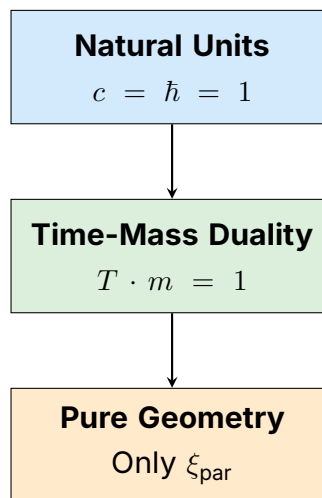 Natural Units
c = ħ = 1
Time-Mass Duality
T · m = 1
Pure Geometry
Only ξ_par